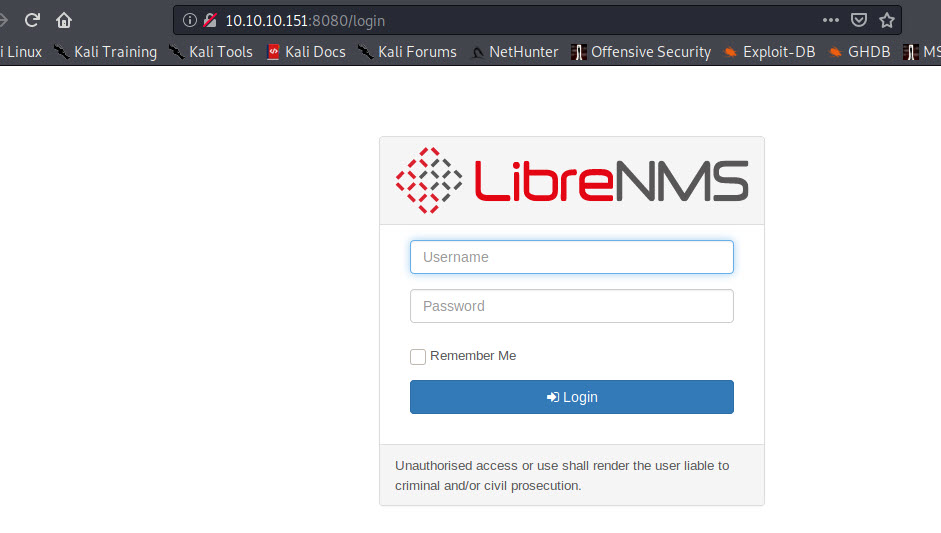 10.10.10.151:8080/login
i Linux Kali Training Kali Tools Kali Docs Kali Forums NetHunter Offensive Security Exploit-DB GHDB MS
LibreNMS
Username
Password
Remember Me
Login
Unauthorised access or use shall render the user liable to
criminal and/or civil prosecution.